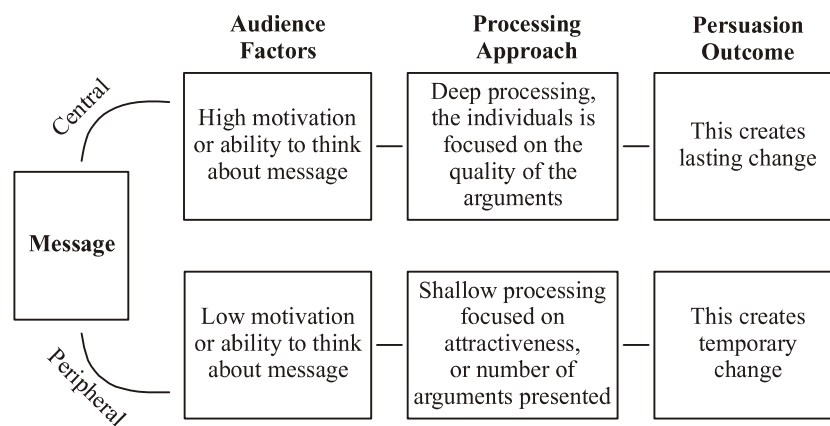 Audience
Factors
Processing
Approach
Persuasion
Outcome
Central
High motivation
or ability to think
about message
Deep processing,
the individuals is
focused on the
quality of the
arguments
This creates
lasting change
Message
Peripheral
Low motivation
or ability to think
about message
Shallow processing
focused on
attractiveness,
or number of
arguments presented
This creates
temporary
change